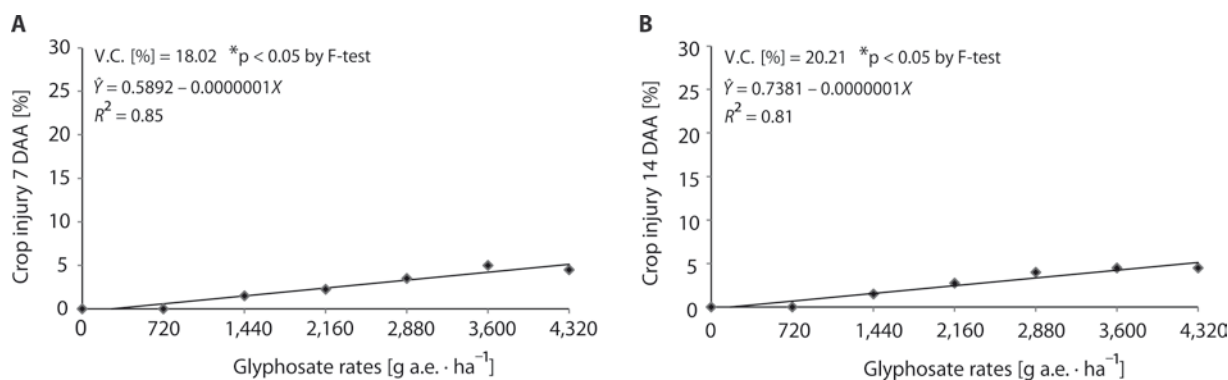 A
V.C. [%] = 18.02 *p < 0.05 by F-test
Ŷ = 0.5892 – 0.0000001X
R² = 0.85
Crop injury 7 DAA [%]
30
25
20
15
10
5
0
0 720 1,440 2,160 2,880 3,600 4,320
Glyphosate rates [g a.e. · ha⁻¹]
B
V.C. [%] = 20.21 *p < 0.05 by F-test
Ŷ = 0.7381 – 0.0000001X
R² = 0.81
Crop injury 14 DAA [%]
30
25
20
15
10
5
0
0 720 1,440 2,160 2,880 3,600 4,320
Glyphosate rates [g a.e. · ha⁻¹]